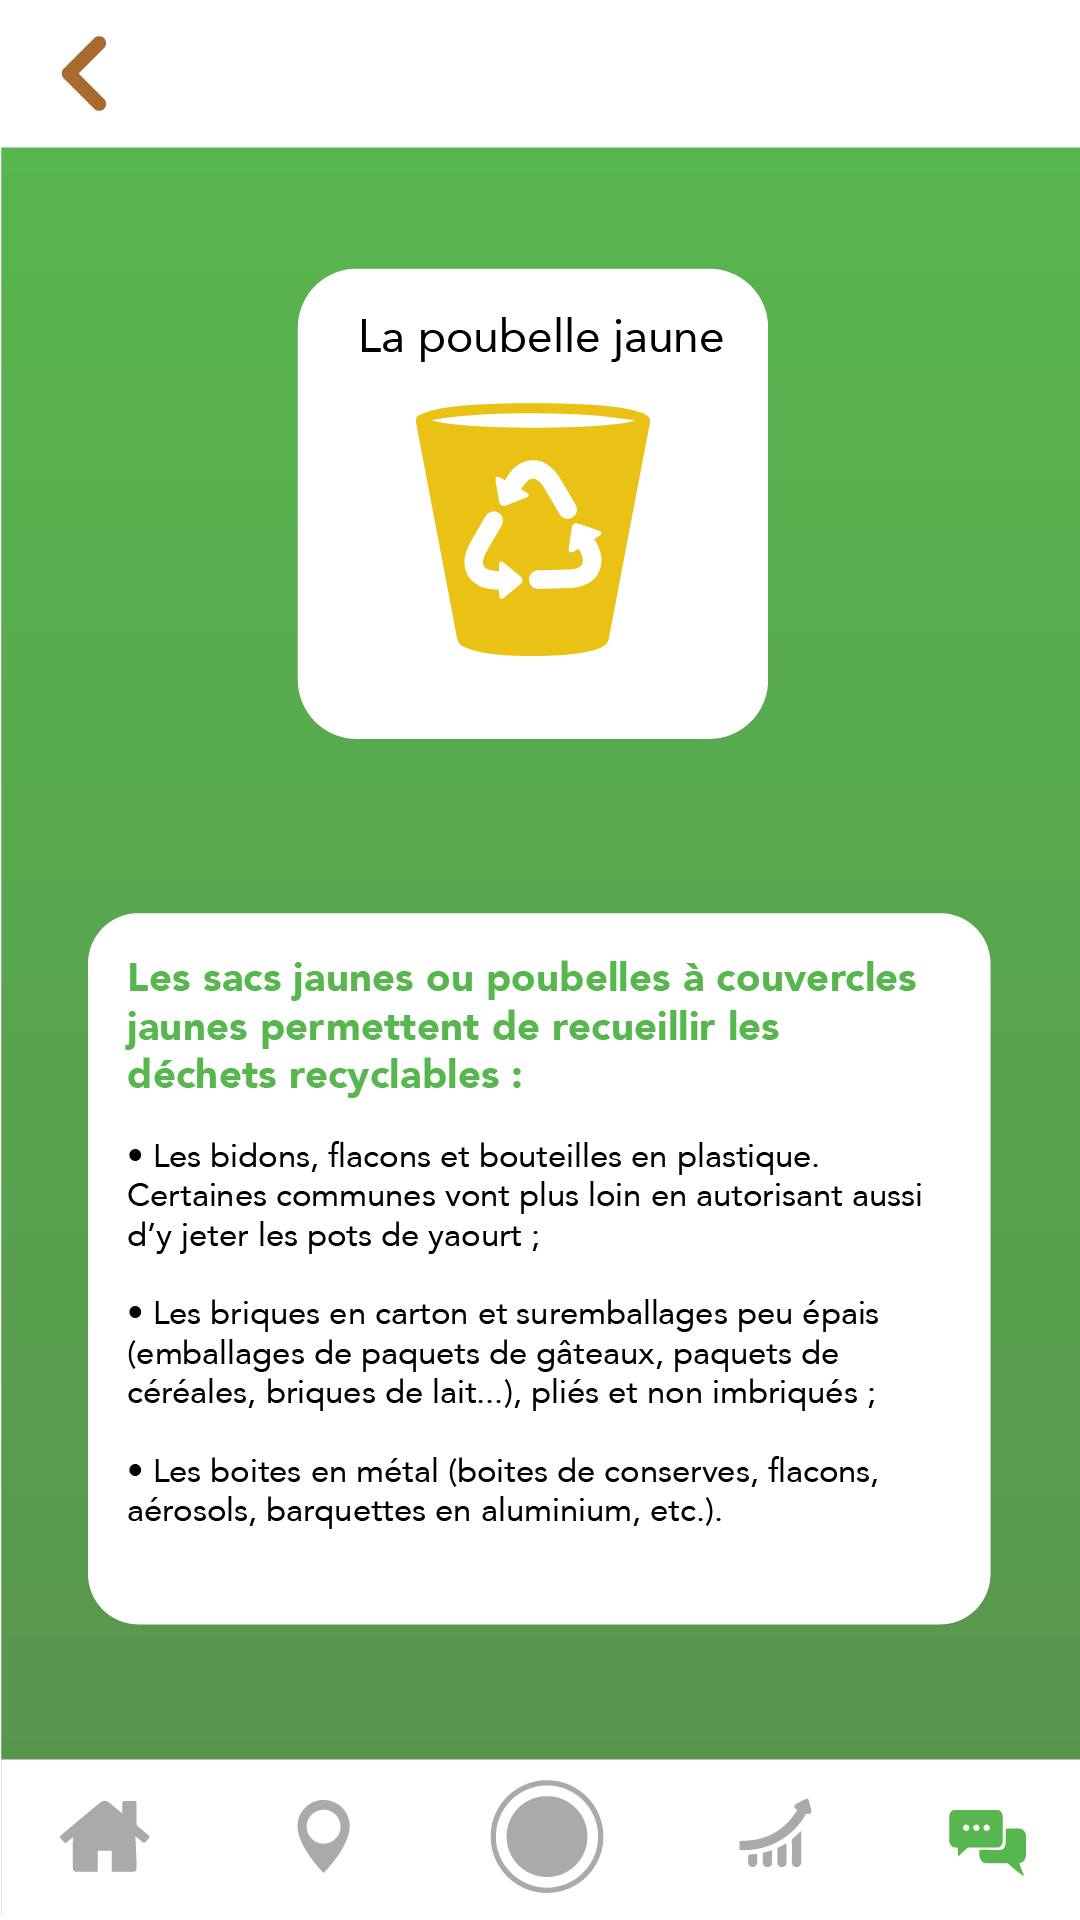 La poubelle jaune
Les sacs jaunes ou poubelles à couvercles
jaunes permettent de recueillir les
déchets recyclables :
• Les bidons, flacons et bouteilles en plastique.
Certaines communes vont plus loin en autorisant aussi
d’y jeter les pots de yaourt ;
• Les briques en carton et suremballages peu épais
(emballages de paquets de gâteaux, paquets de
céréales, briques de lait...), pliés et non imbriqués ;
• Les boites en métal (boites de conserves, flacons,
aérosols, barquettes en aluminium, etc.).